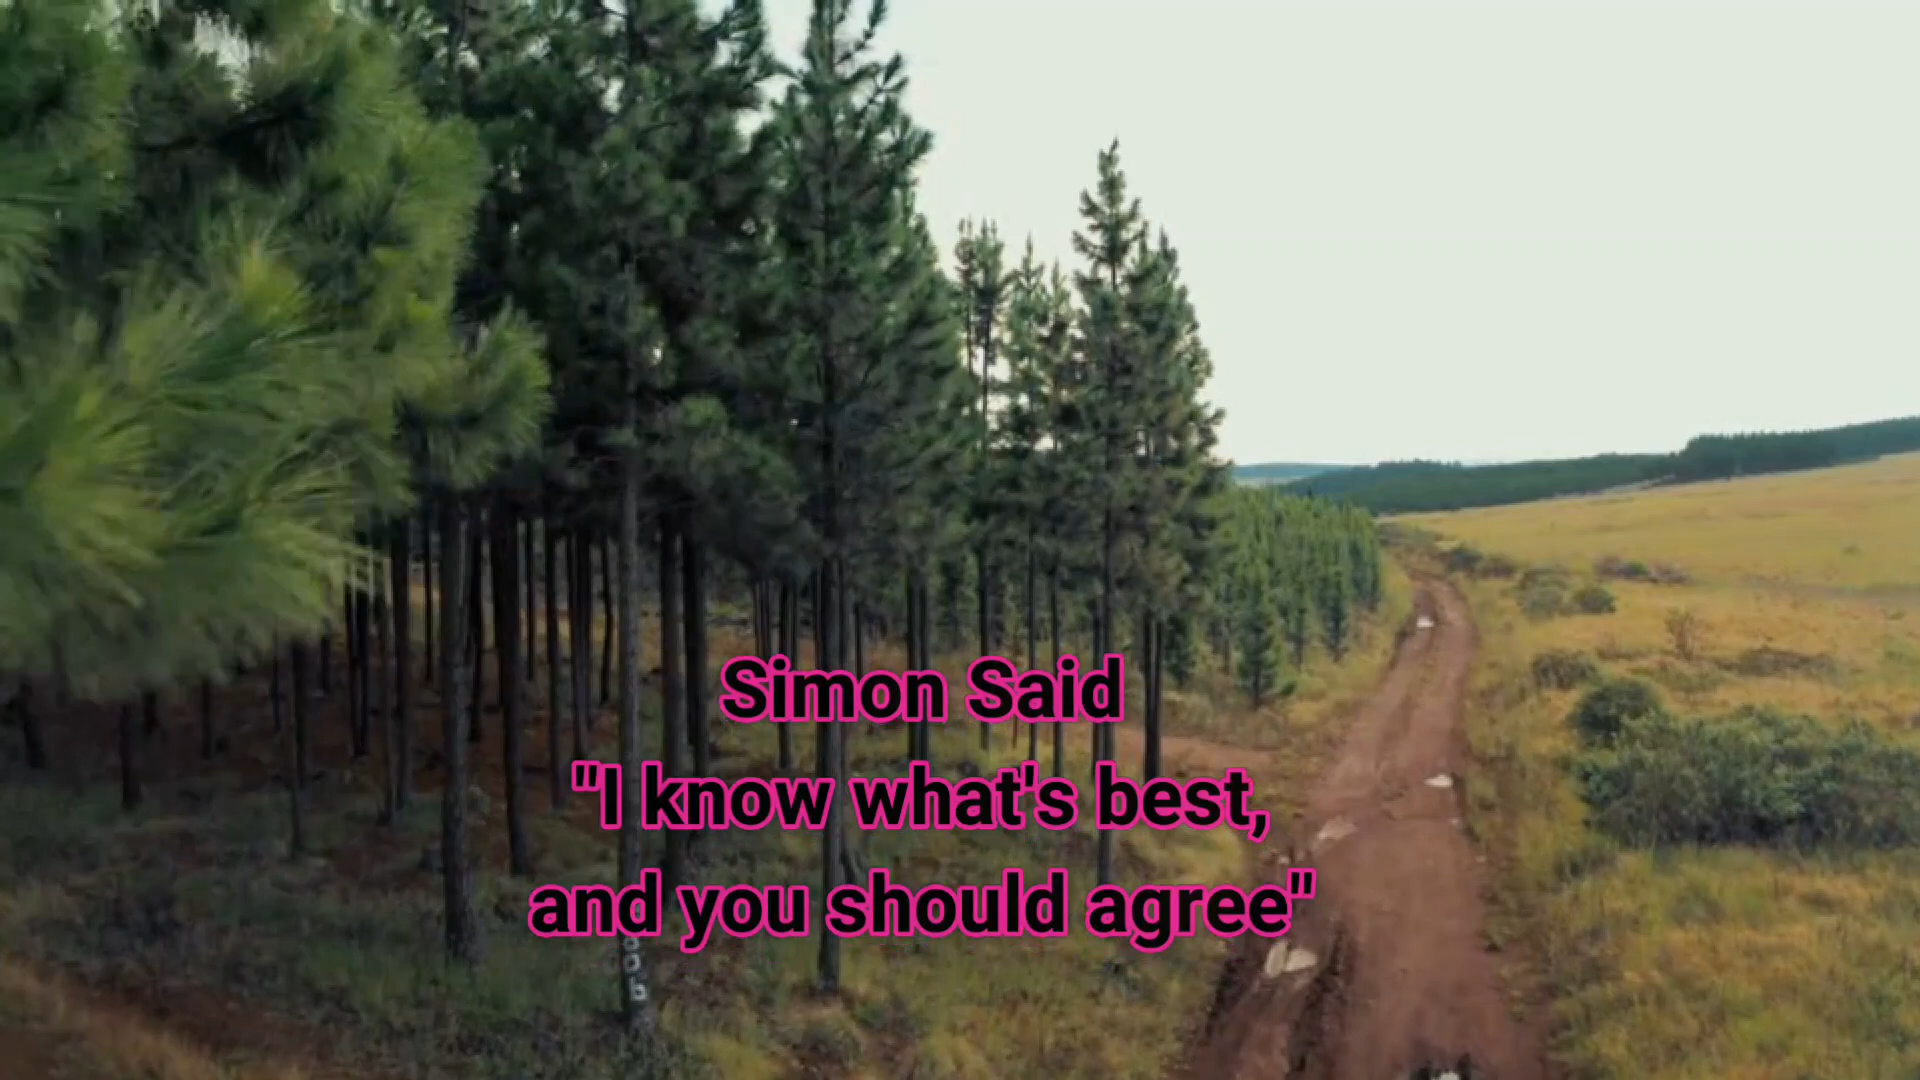 Simon Said
"I know what's best,
and you should agree"